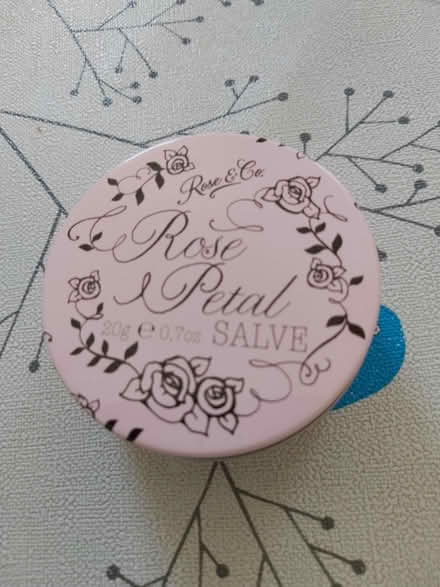 Rose & Co.
Rose
Petal
20g ℮ 0.7oz SALVE